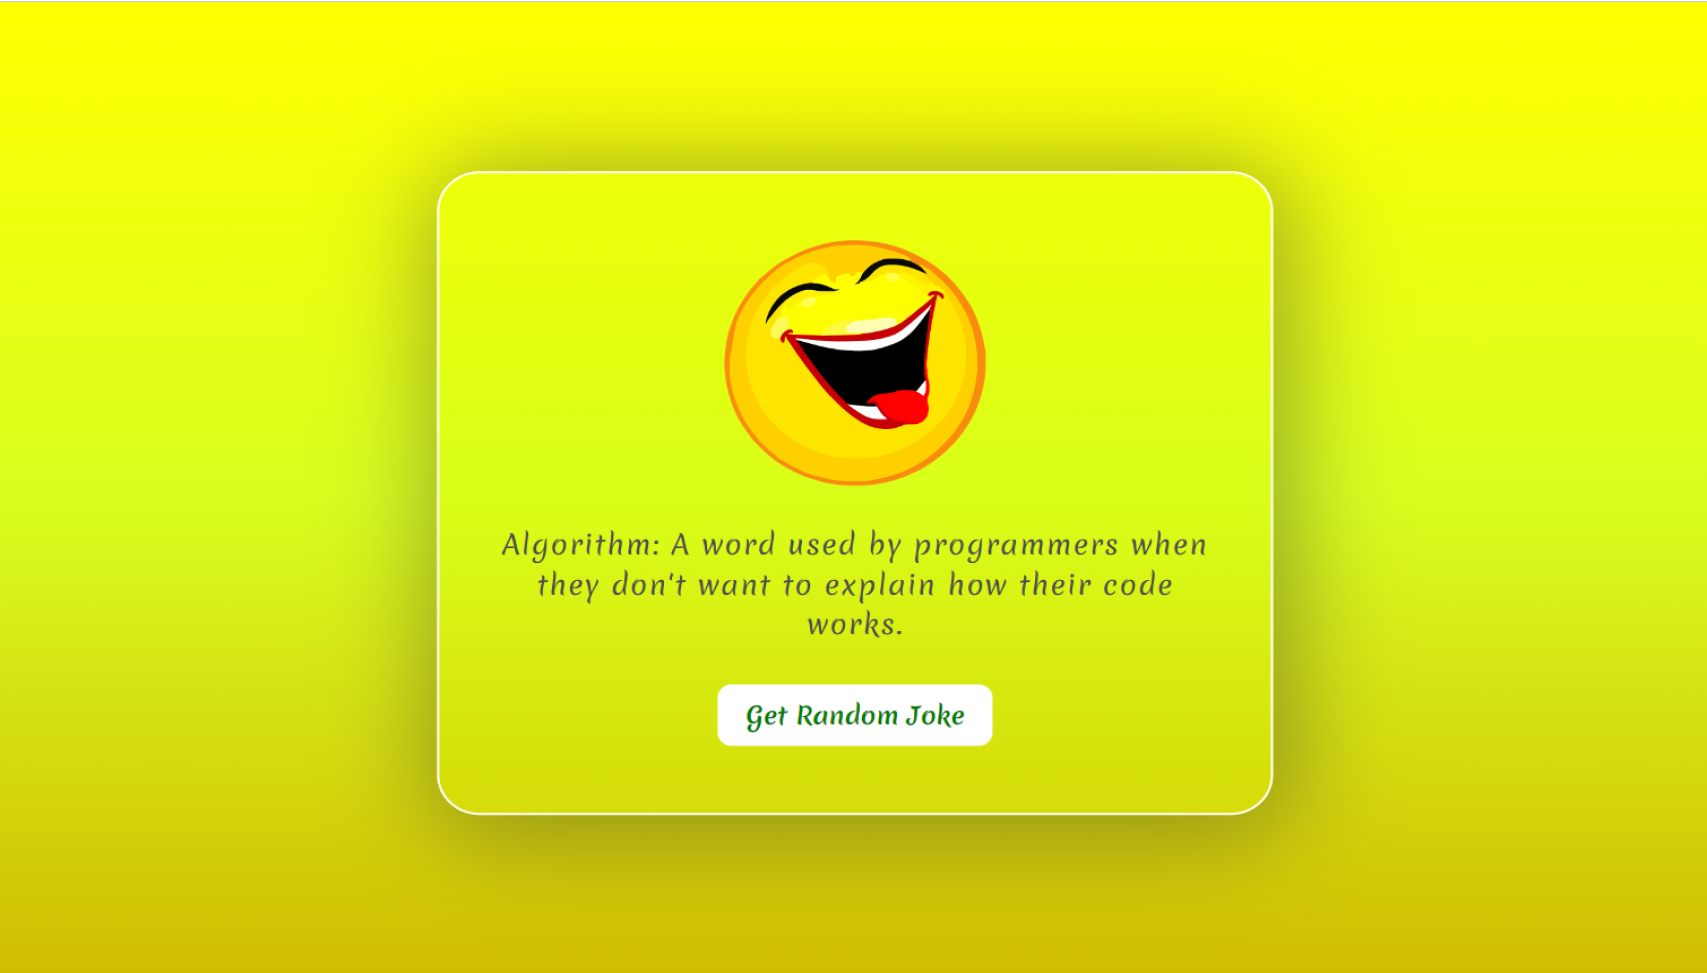 Algorithm: A word used by programmers when
they don't want to explain how their code
works.
Get Random Joke